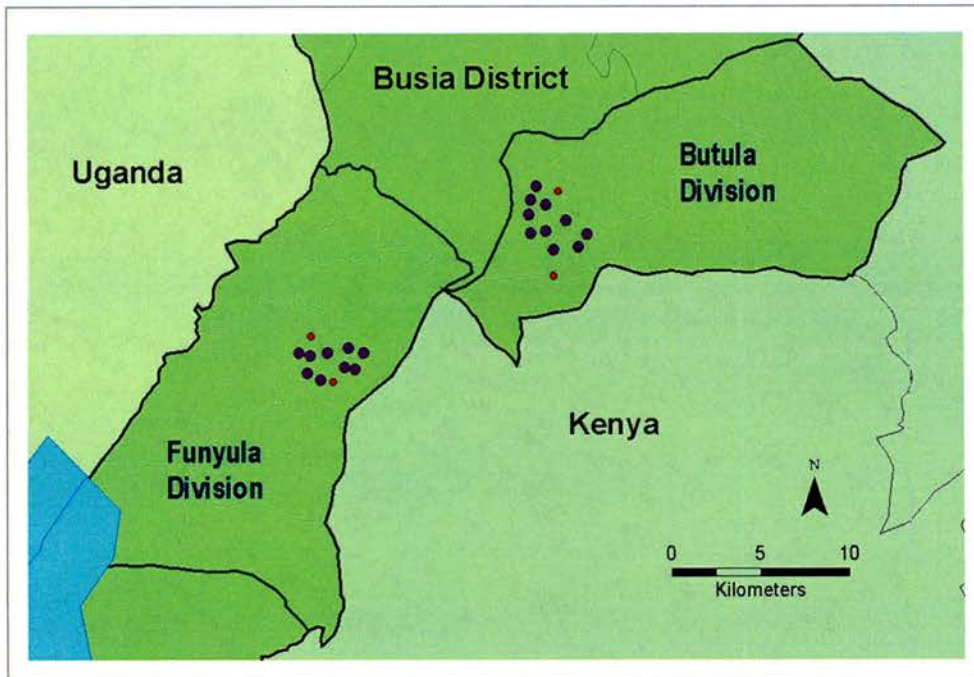 Busia District
Uganda
Butula
Division
Kenya
Funyula
Division
N
0 5 10
Kilometers